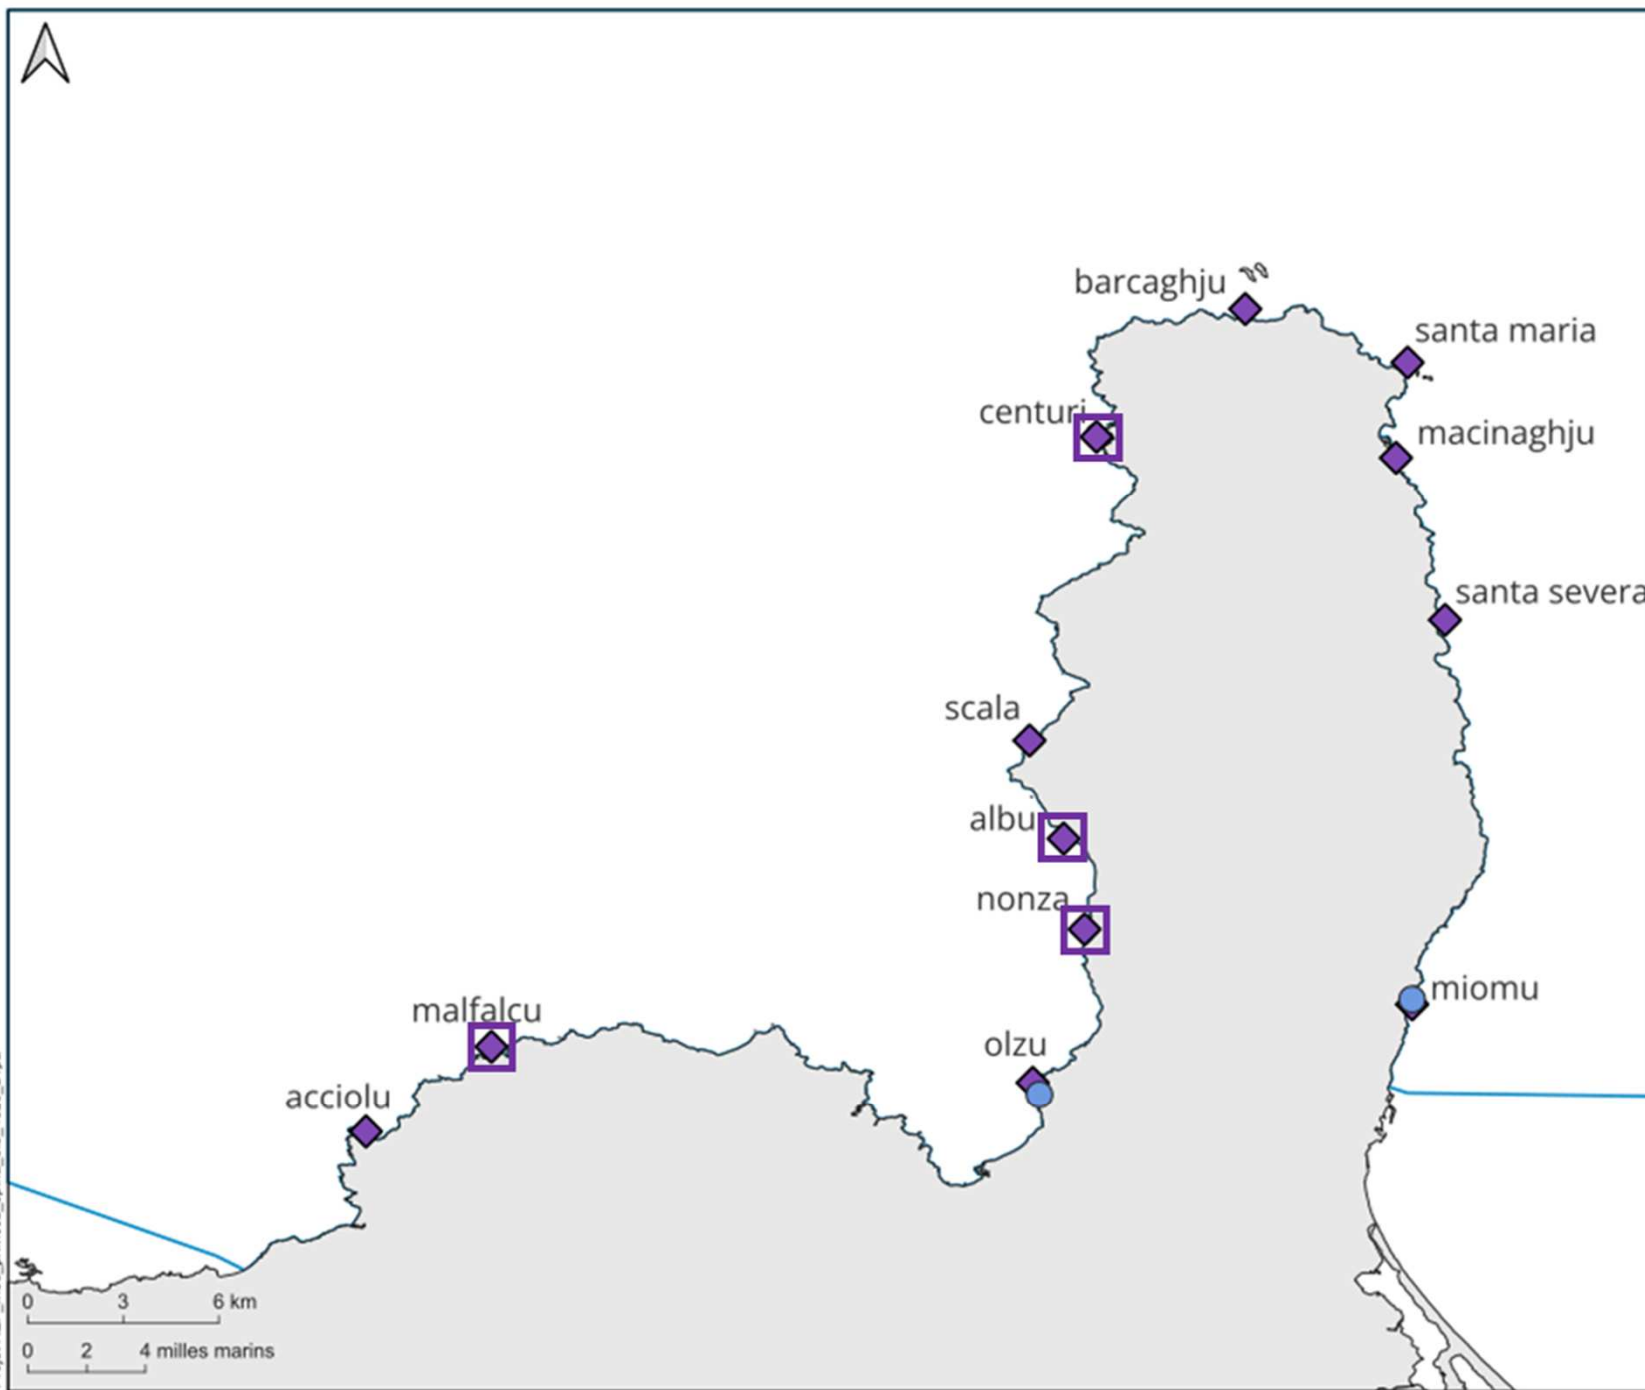 barcaghju
santa maria
centuri
macinaghju
santa severa
scala
albu
nonza
miomu
malfalcu
olzu
acciolu
0 3 6 km
0 2 4 milles marins